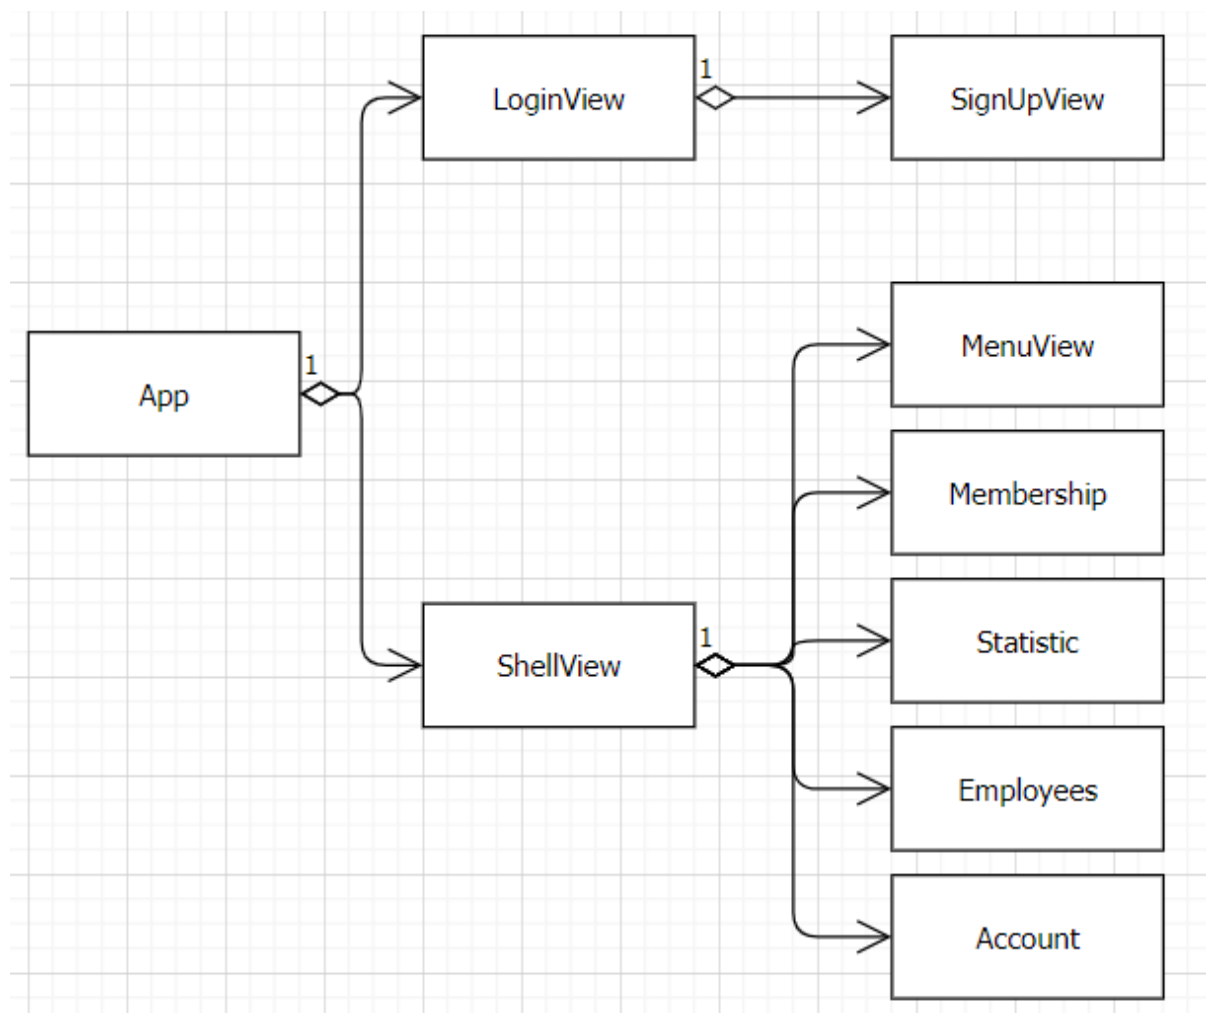 1
LoginView
SignUpView
MenuView
1
App
Membership
1
ShellView
Statistic
Employees
Account